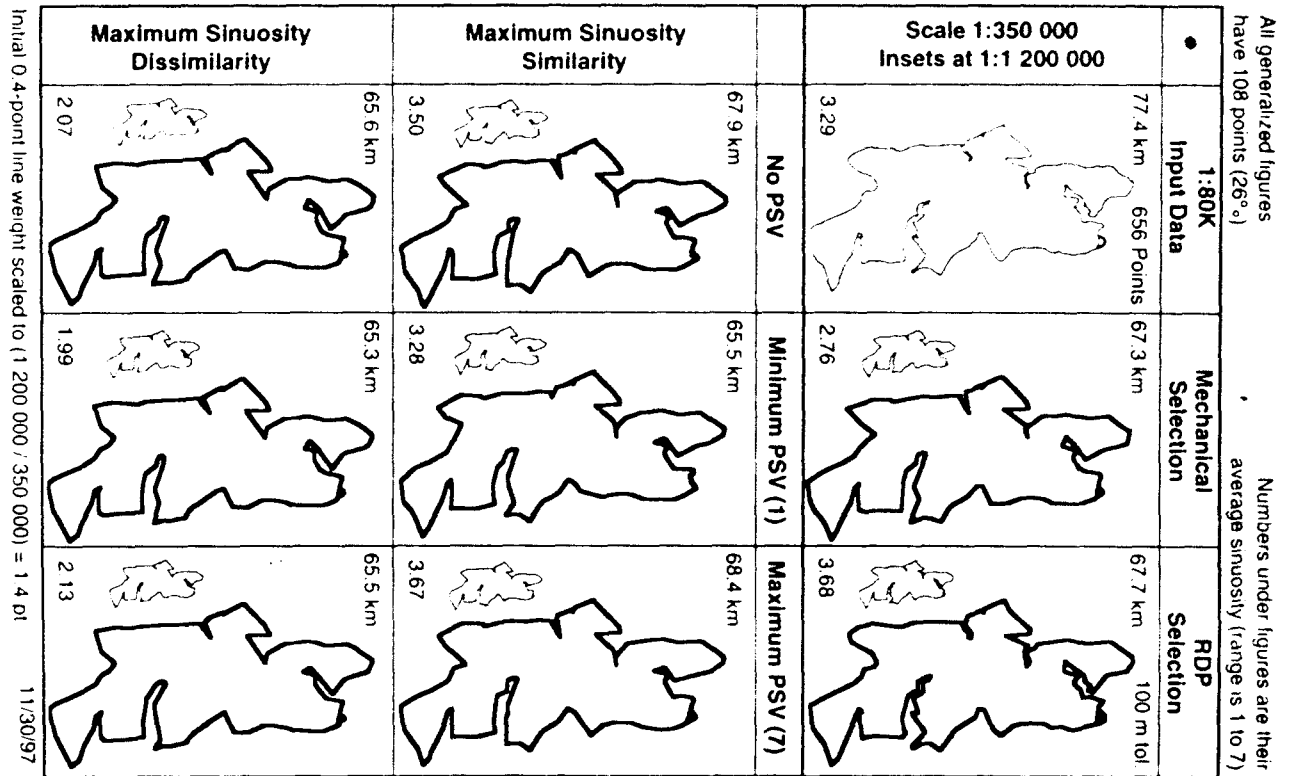 All generalized figures
have 108 points (26%)
Numbers under figures are their
average sinuosity (range is 1 to 7)
1:80K
Input Data
Mechanical
Selection
RDP
Selection
Scale 1:350 000
Insets at 1:1 200 000
77.4 km 656 Points
3.29
67.3 km
2.76
67.7 km 100 m tol.
3.68
No PSV
Minimum PSV (1)
Maximum PSV (7)
Maximum Sinuosity
Similarity
67.9 km
3.50
65.5 km
3.28
68.4 km
3.67
Maximum Sinuosity
Dissimilarity
65.6 km
2.07
65.3 km
1.99
65.5 km
2.13
Initial 0.4-point line weight scaled to (1 200 000 / 350 000) = 1.4 pt
11/30/97